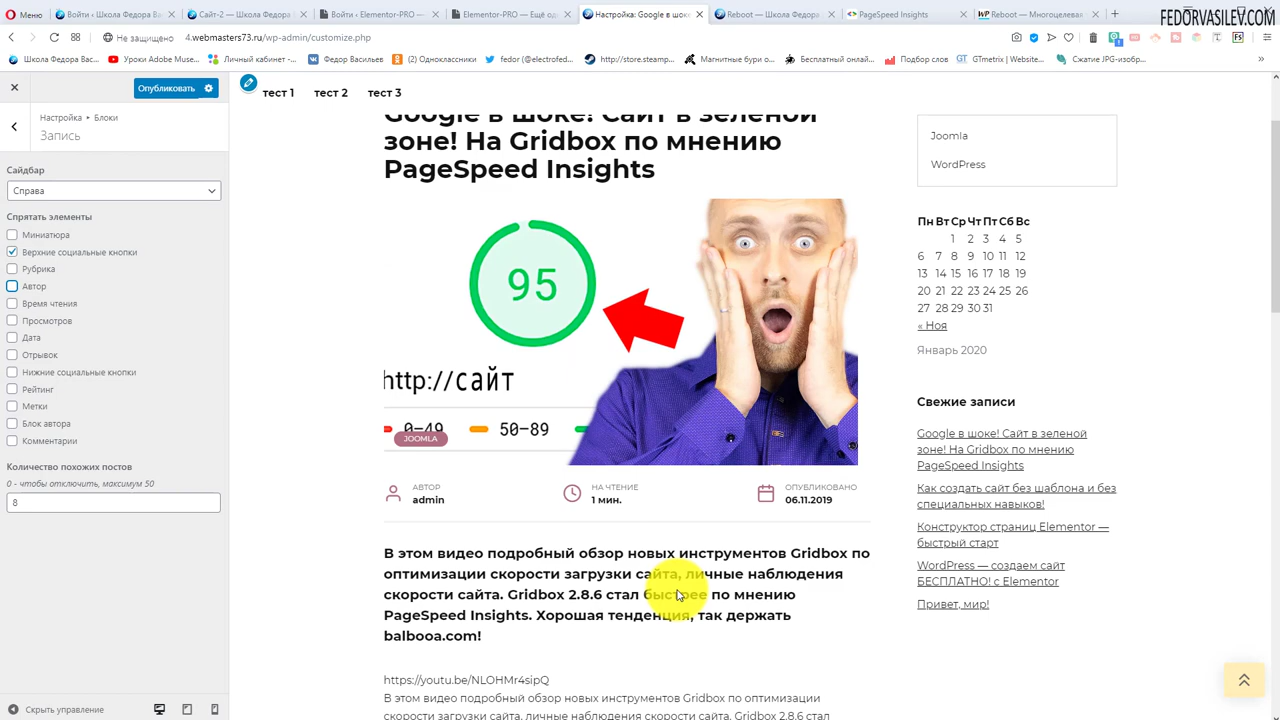 Меню
Войти ‹ Школа Федора Ва
Сайт-2 — Школа Федора
Войти ‹ Elementor-PRO —
Elementor-PRO — Ещё од
Настройка: Google в шок
Reboot — Школа Федора
PageSpeed Insights
Reboot — Многоцелевая
FEDORVASILEV.COM
Не защищено
4.webmasters73.ru/wp-admin/customize.php
Школа Федора Вас...
Уроки Adobe Muse...
Личный кабинет -...
Федор Васильев
(2) Одноклассники
fedor (@electrofed...
http://store.steamp...
Магнитные бури о...
Бесплатный онлай...
Подбор слов
GTmetrix | Website...
Сжатие JPG-изобр...
Опубликовать
Настройка ▸ Блоки
Запись
Сайдбар
Справа
Спрятать элементы
Миниатюра
Верхние социальные кнопки
Рубрика
Автор
Время чтения
Просмотров
Дата
Отрывок
Нижние социальные кнопки
Рейтинг
Метки
Блок автора
Комментарии
Количество похожих постов
0 - чтобы отключить, максимум 50
8
Скрыть управление
тест 1 тест 2 тест 3
Google в шоке! Сайт в зеленой
зоне! На Gridbox по мнению
PageSpeed Insights
95
http://сайт
0–49 50–89
JOOMLA
АВТОР
admin
НА ЧТЕНИЕ
1 мин.
ОПУБЛИКОВАНО
06.11.2019
В этом видео подробный обзор новых инструментов Gridbox по
оптимизации скорости загрузки сайта, личные наблюдения
скорости сайта. Gridbox 2.8.6 стал быстрее по мнению
PageSpeed Insights. Хорошая тенденция, так держать
balbooa.com!
https://youtu.be/NLOHMr4sipQ
В этом видео подробный обзор новых инструментов Gridbox по оптимизации
скорости загрузки сайта, личные наблюдения скорости сайта. Gridbox 2.8.6 стал
Joomla
WordPress
Пн Вт Ср Чт Пт Сб Вс
1 2 3 4 5
6 7 8 9 10 11 12
13 14 15 16 17 18 19
20 21 22 23 24 25 26
27 28 29 30 31
« Ноя
Январь 2020
Свежие записи
Google в шоке! Сайт в зеленой
зоне! На Gridbox по мнению
PageSpeed Insights
Как создать сайт без шаблона и без
специальных навыков!
Конструктор страниц Elementor —
быстрый старт
WordPress — создаем сайт
БЕСПЛАТНО! с Elementor
Привет, мир!